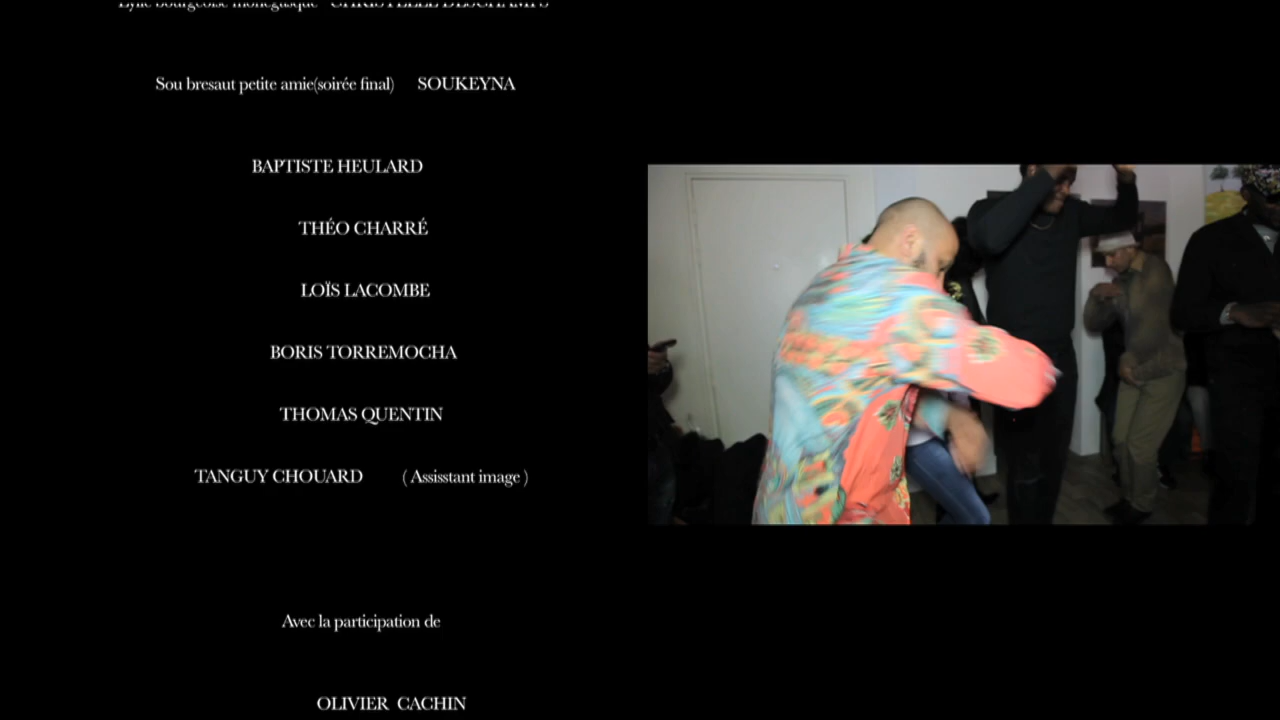 Sou bresaut petite amie(soirée final) SOUKEYNA
BAPTISTE HEULARD
THÉO CHARRÉ
LOÏS LACOMBE
BORIS TORREMOCHA
THOMAS QUENTIN
TANGUY CHOUARD ( Assisstant image )
Avec la participation de
OLIVIER CACHIN